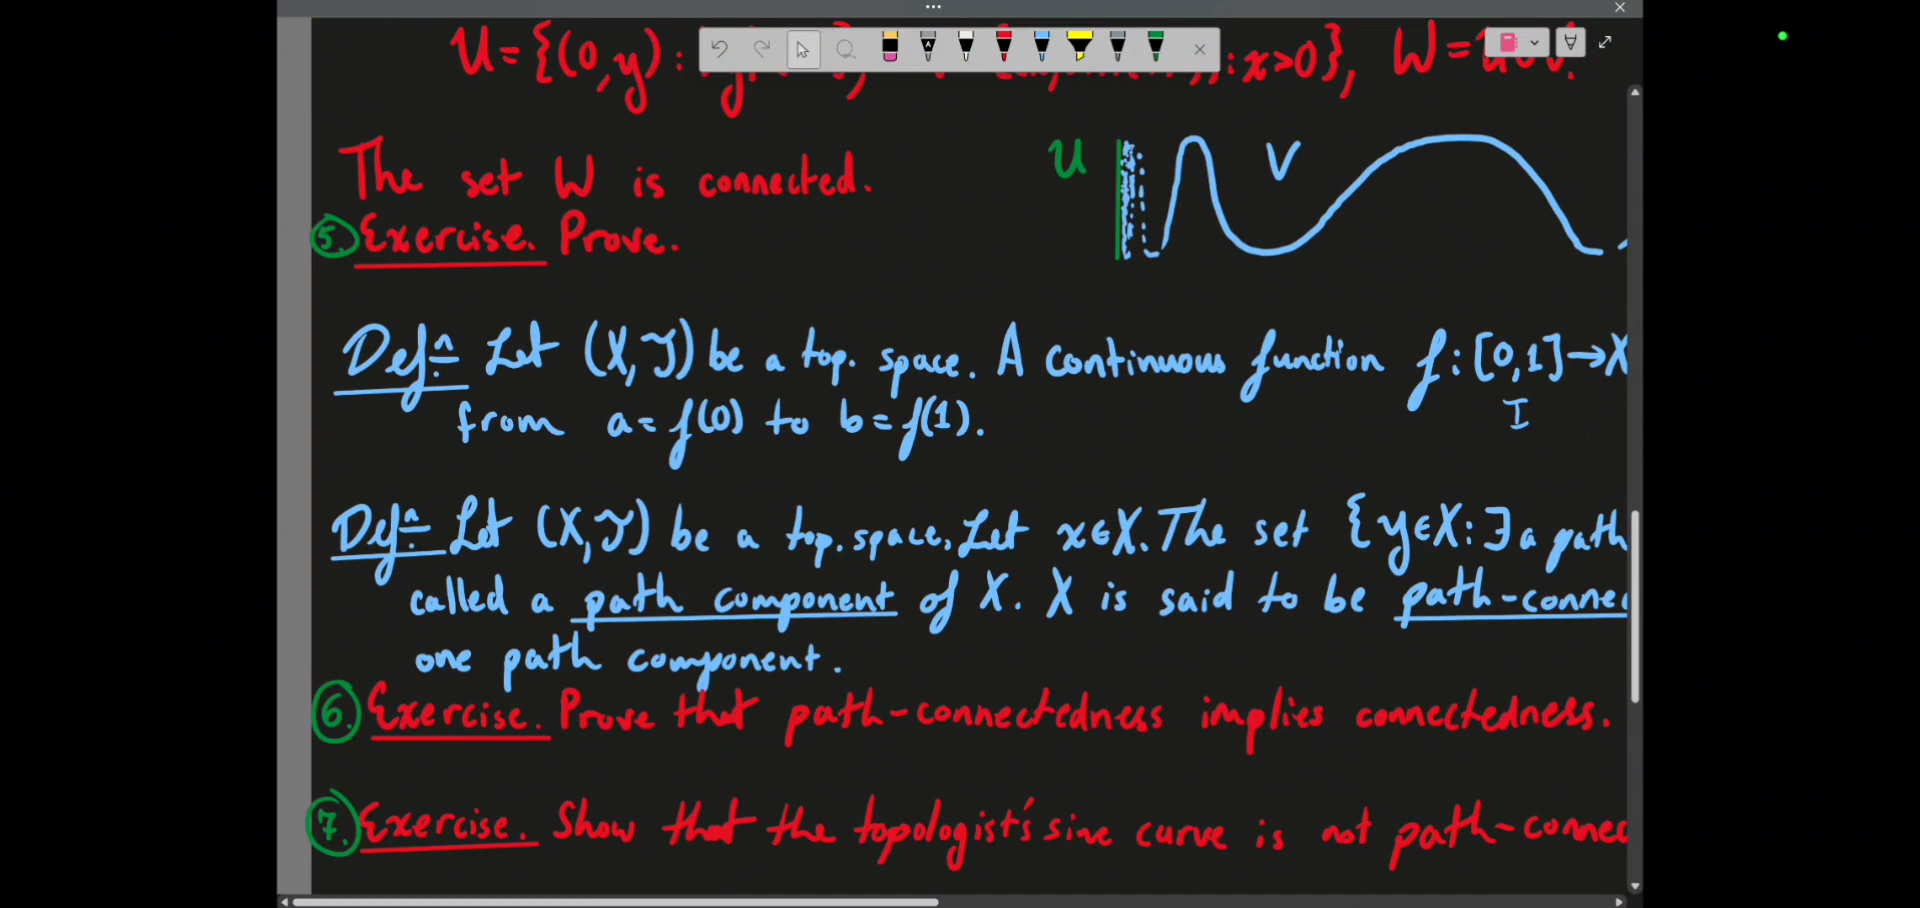 U={(0,y): :x>0}, W=
The set W is connected.
U V
5. Exercise. Prove.
Defn: Let (X,𝒯) be a top. space. A continuous function f:[0,1]→X
I
from a=f(0) to b=f(1).
Defn: Let (X,𝒯) be a top. space. Let x∈X. The set {y∈X:∃ a path
called a path component of X. X is said to be path-connec
one path component.
6. Exercise. Prove that path-connectedness implies connectedness.
7. Exercise. Show that the topologist's sine curve is not path-connec